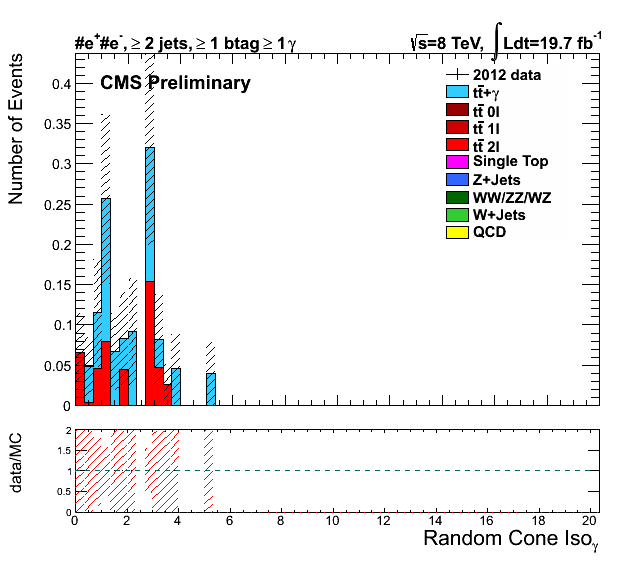 #e+#e-, ≥ 2 jets, ≥ 1 btag ≥ 1 γ
√s=8 TeV, ∫ Ldt=19.7 fb-1
CMS Preliminary
Number of Events
0.4
0.35
0.3
0.25
0.2
0.15
0.1
0.05
0
2012 data
tt̄+γ
tt̄ 0l
tt̄ 1l
tt̄ 2l
Single Top
Z+Jets
WW/ZZ/WZ
W+Jets
QCD
data/MC
2
1.5
1
0.5
0
0 2 4 6 8 10 12 14 16 18 20
Random Cone Isoγ